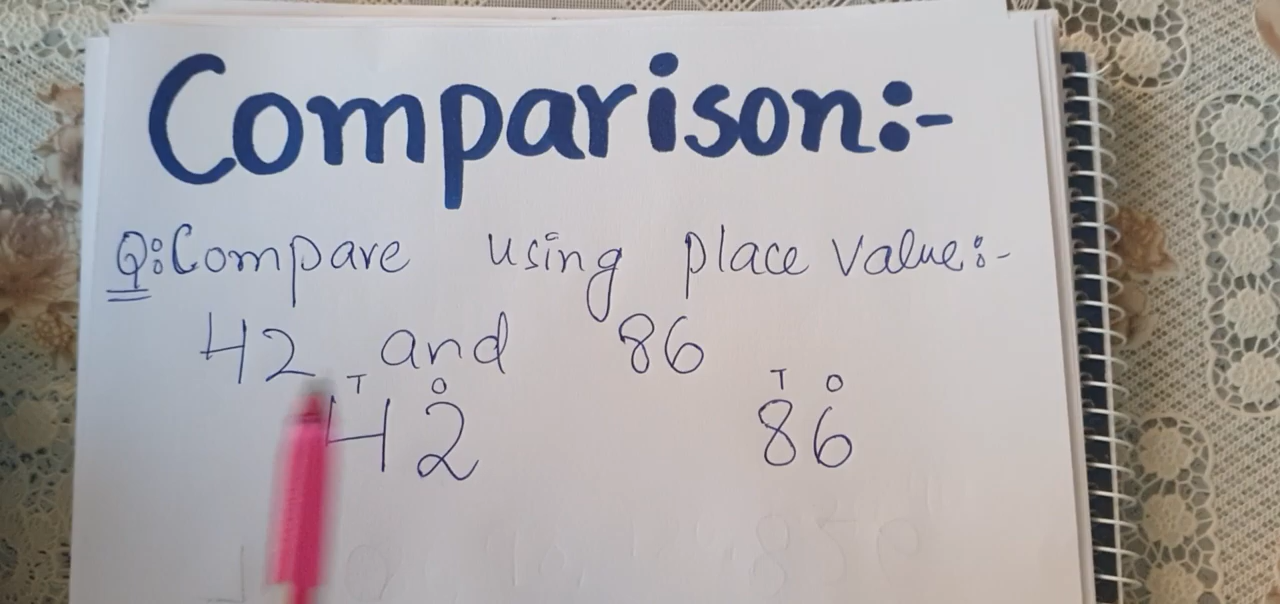 Comparison:-
Q:Compare using place value:-
42 and 86
T O T O
42 86